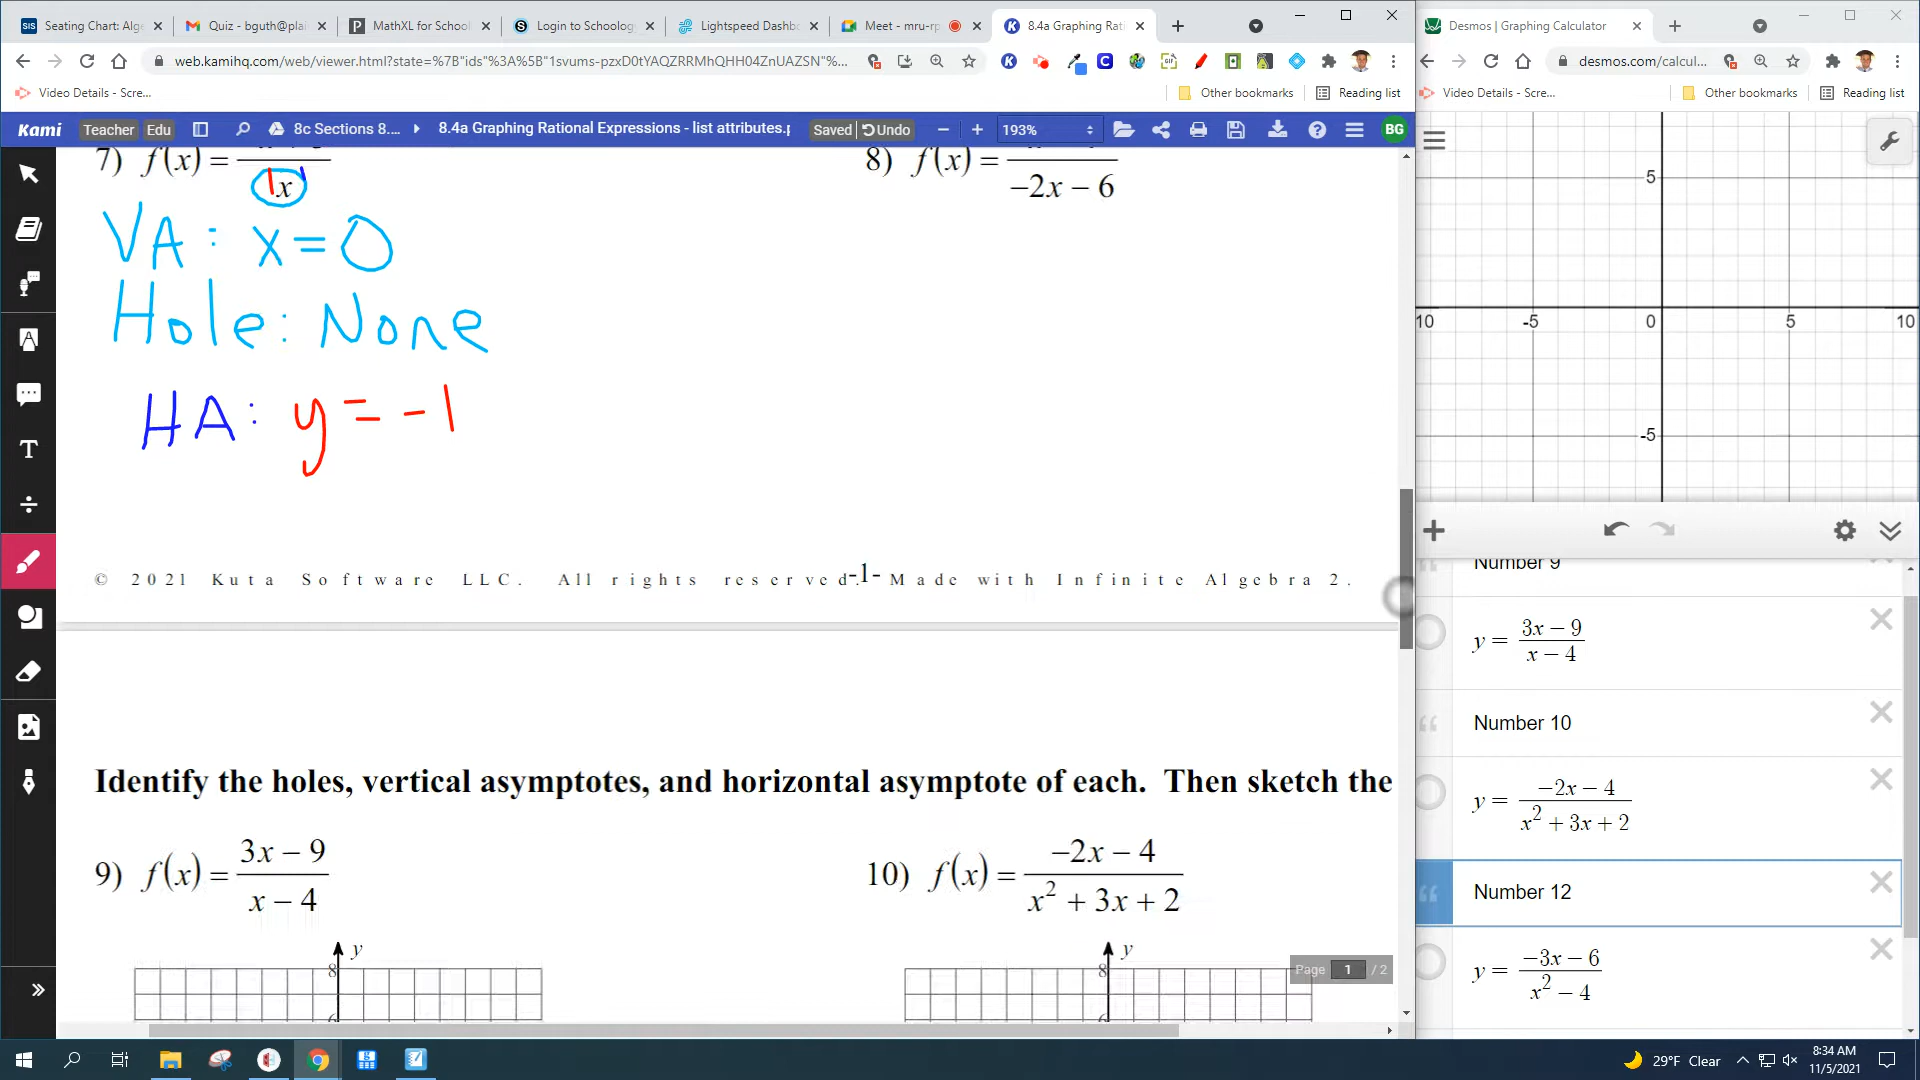 Seating Chart: Alge
Quiz - bguth@plai
MathXL for School
Login to Schoology
Lightspeed Dashbo
Meet - mru-rp
8.4a Graphing Rati
Desmos | Graphing Calculator
web.kamihq.com/web/viewer.html?state=%7B"ids"%3A%5B"1svums-pzxD0tYAQZRRMhQHH04ZnUAZSN"%...
desmos.com/calcul...
Video Details - Scre...
Other bookmarks
Reading list
Video Details - Scre...
Other bookmarks
Reading list
Kami
Teacher
Edu
8c Sections 8....
8.4a Graphing Rational Expressions - list attributes.p
Saved
Undo
193%
BG
7) f(x) =
1x
8) f(x) =
-2x - 6
VA: x = 0
Hole: None
HA: y = -1
© 2021 Kuta Software LLC. All rights reserved. -1- Made with Infinite Algebra 2.
Identify the holes, vertical asymptotes, and horizontal asymptote of each. Then sketch the
9) f(x) = (3x - 9)/(x - 4)
10) f(x) = (-2x - 4)/(x² + 3x + 2)
y
8
y
8
Page 1 / 2
5
10
-5
0
5
10
-5
Number 9
y = (3x - 9)/(x - 4)
Number 10
y = (-2x - 4)/(x² + 3x + 2)
Number 12
y = (-3x - 6)/(x² - 4)
29°F Clear
8:34 AM
11/5/2021